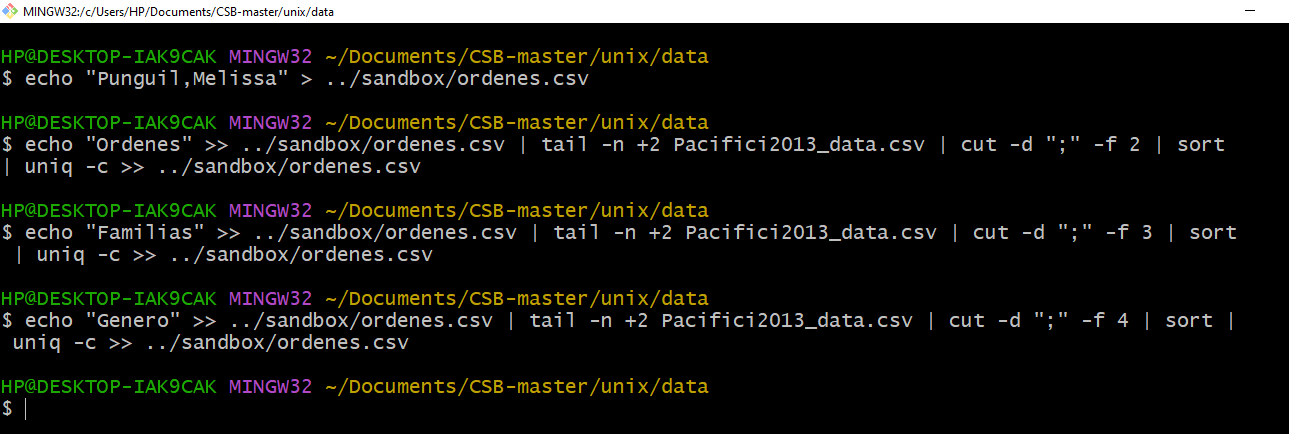 MINGW32:/c/Users/HP/Documents/CSB-master/unix/data
HP@DESKTOP-IAK9CAK MINGW32 ~/Documents/CSB-master/unix/data
$ echo "Punguil,Melissa" > ../sandbox/ordenes.csv
HP@DESKTOP-IAK9CAK MINGW32 ~/Documents/CSB-master/unix/data
$ echo "Ordenes" >> ../sandbox/ordenes.csv | tail -n +2 Pacifici2013_data.csv | cut -d ";" -f 2 | sort
| uniq -c >> ../sandbox/ordenes.csv
HP@DESKTOP-IAK9CAK MINGW32 ~/Documents/CSB-master/unix/data
$ echo "Familias" >> ../sandbox/ordenes.csv | tail -n +2 Pacifici2013_data.csv | cut -d ";" -f 3 | sort
| uniq -c >> ../sandbox/ordenes.csv
HP@DESKTOP-IAK9CAK MINGW32 ~/Documents/CSB-master/unix/data
$ echo "Genero" >> ../sandbox/ordenes.csv | tail -n +2 Pacifici2013_data.csv | cut -d ";" -f 4 | sort |
uniq -c >> ../sandbox/ordenes.csv
HP@DESKTOP-IAK9CAK MINGW32 ~/Documents/CSB-master/unix/data
$